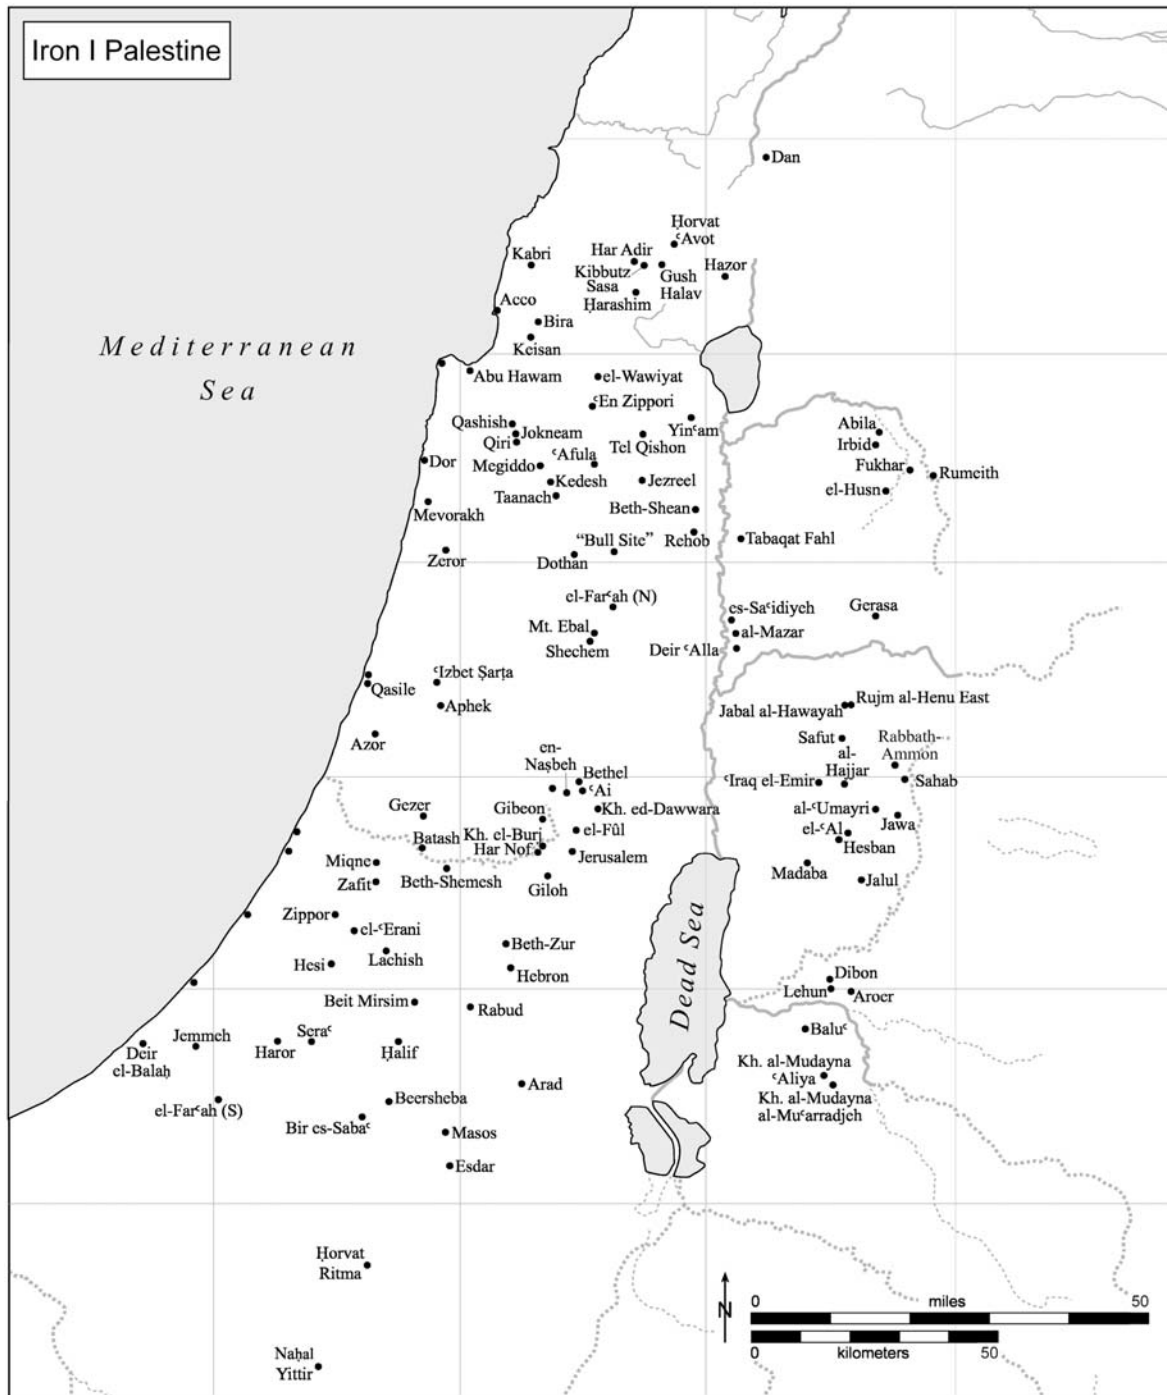 Iron I Palestine
Dan
Ḥorvat
ʿAvot
Har Adir
Kabri
Kibbutz
Sasa
Gush
Halav
Hazor
Ḥarashim
Acco
Bira
Keisan
Mediterranean
Sea
Abu Hawam
el-Wawiyat
ʿEn Zippori
Qashish
Jokneam
Qiri
Yinʿam
Tel Qishon
ʿAfula
Abila
Irbid
Dor
Megiddo
Fukhar
Rumeith
Kedesh
Jezreel
el-Husn
Taanach
Mevorakh
Beth-Shean
Rehob
Tabaqat Fahl
"Bull Site"
Zeror
Dothan
el-Farʿah (N)
es-Saʿidiyeh
Gerasa
Mt. Ebal
al-Mazar
Shechem
Deir ʿAlla
ʿIzbet Ṣarṭa
Qasile
Aphek
Rujm al-Henu East
Jabal al-Hawayah
Azor
Safut
Rabbath-
Ammon
en-
Naṣbeh
al-
Hajjar
Bethel
ʿAi
ʿIraq el-Emir
Sahab
Gezer
Gibeon
Kh. ed-Dawwara
al-ʿUmayri
Jawa
Batash
Kh. el-Burj
el-Fûl
el-ʿAl
Har Nof
Jerusalem
Hesban
Miqne
Madaba
Zafit
Beth-Shemesh
Giloh
Jalul
Zippor
el-ʿErani
Dead Sea
Lachish
Beth-Zur
Hesi
Hebron
Dibon
Lehun
Aroer
Beit Mirsim
Rabud
Baluʿ
Jemmeh
Seraʿ
Deir
el-Balaḥ
Haror
Ḥalif
Kh. al-Mudayna
ʿAliya
Arad
Kh. al-Mudayna
al-Muʿarradjeh
el-Farʿah (S)
Beersheba
Bir es-Sabaʿ
Masos
Esdar
Ḥorvat
Ritma
N
0 miles 50
0 kilometers 50
Naḥal
Yittir